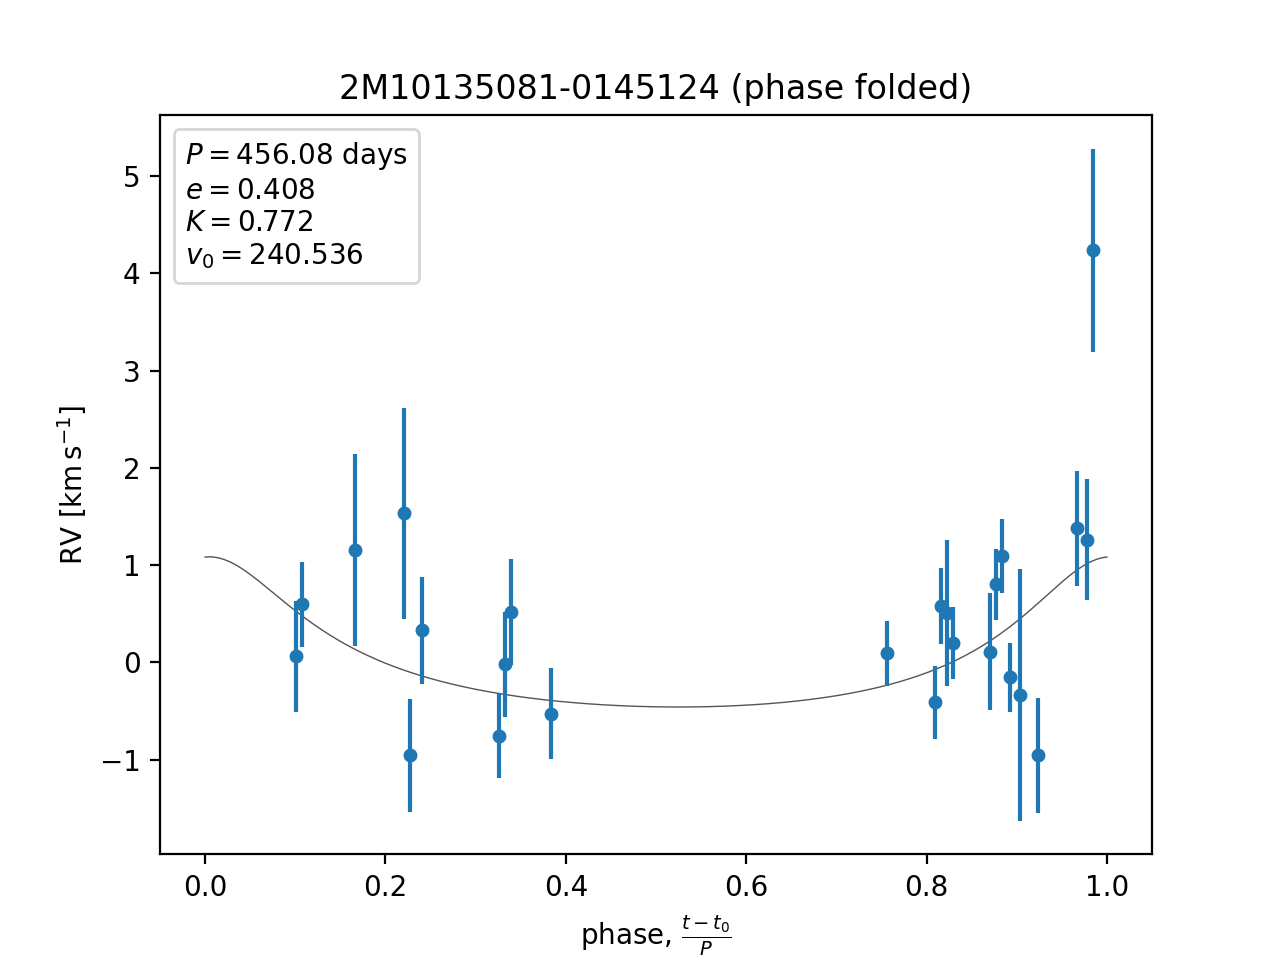 2M10135081-0145124 (phase folded)
P = 456.08 days
e = 0.408
K = 0.772
v₀ = 240.536
5
4
3
2
1
0
−1
RV [km s⁻¹]
0.0 0.2 0.4 0.6 0.8 1.0
phase, (t − t₀)/P